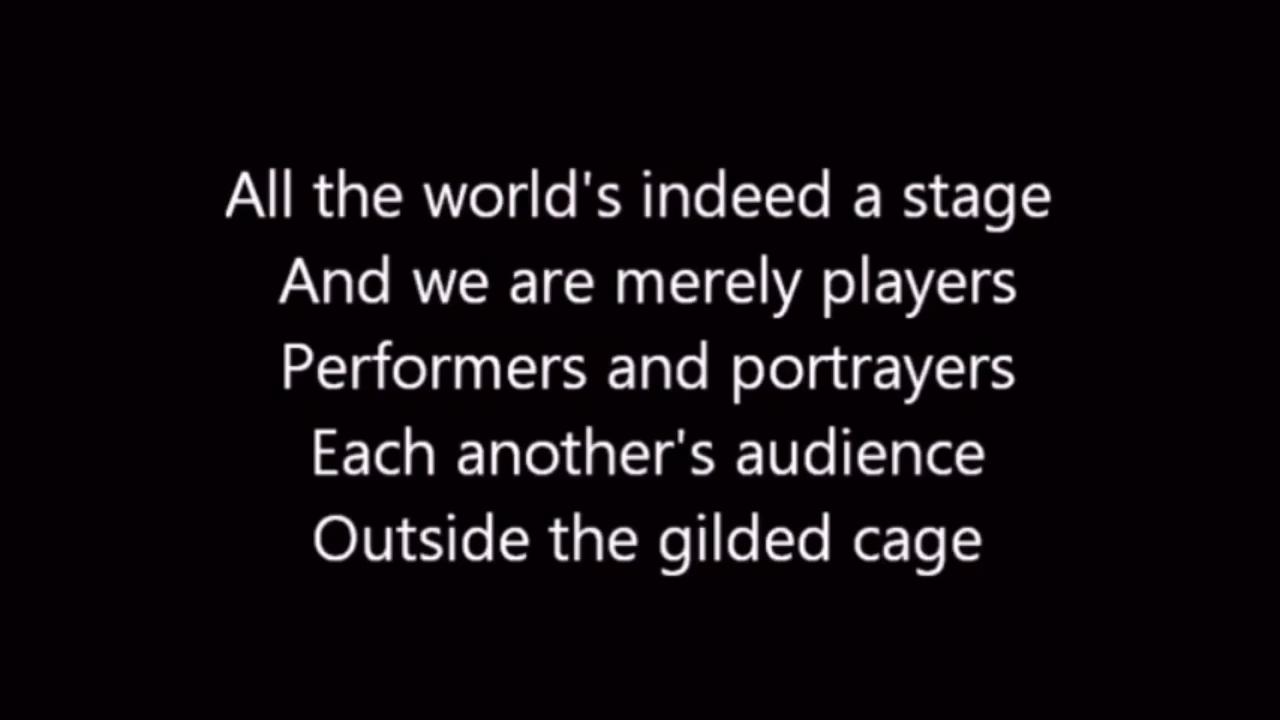 All the world's indeed a stage
And we are merely players
Performers and portrayers
Each another's audience
Outside the gilded cage